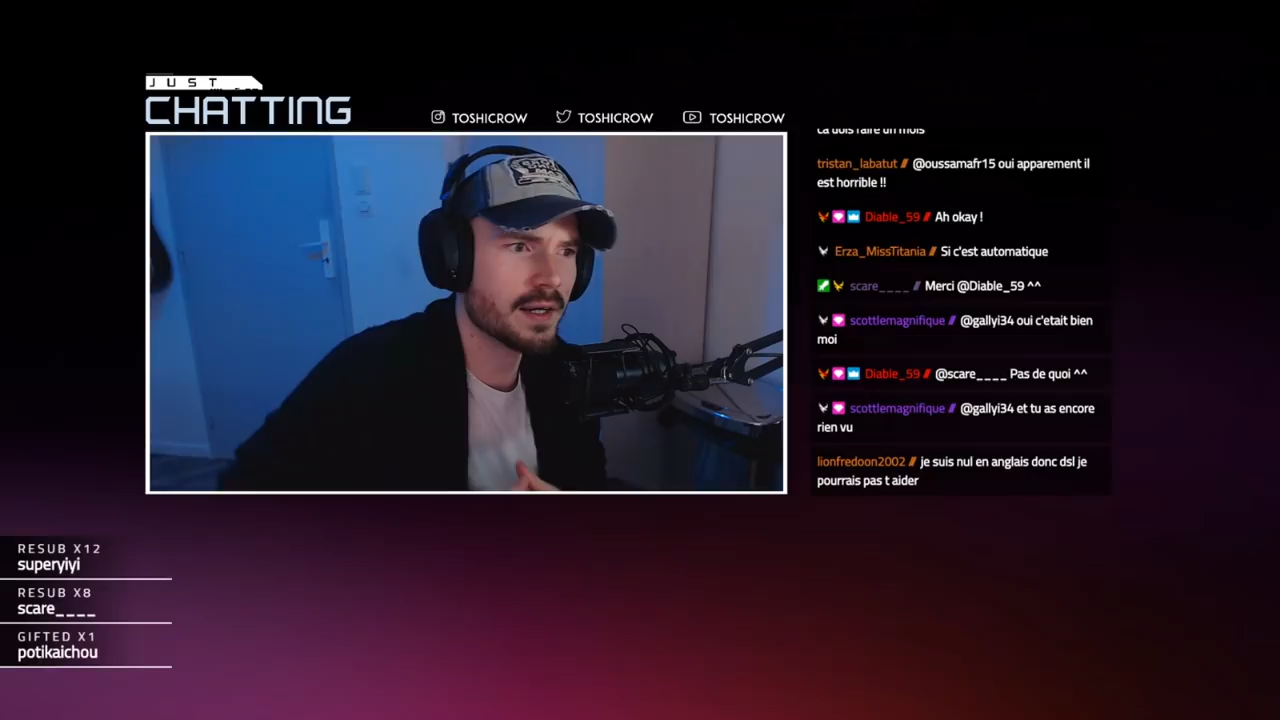 JUST
CHATTING
TOSHICROW TOSHICROW TOSHICROW
ca dois faire un mois
tristan_labatut // @oussamafr15 oui apparement il
est horrible !!
Diable_59 // Ah okay !
Erza_MissTitania // Si c'est automatique
scare____ // Merci @Diable_59 ^^
scottlemagnifique // @gallyi34 oui c'etait bien
moi
Diable_59 // @scare____ Pas de quoi ^^
scottlemagnifique // @gallyi34 et tu as encore
rien vu
lionfredoon2002 // je suis nul en anglais donc dsl je
pourrais pas t aider
RESUB X12
superyiyi
RESUB X8
scare____
GIFTED X1
potikaichou